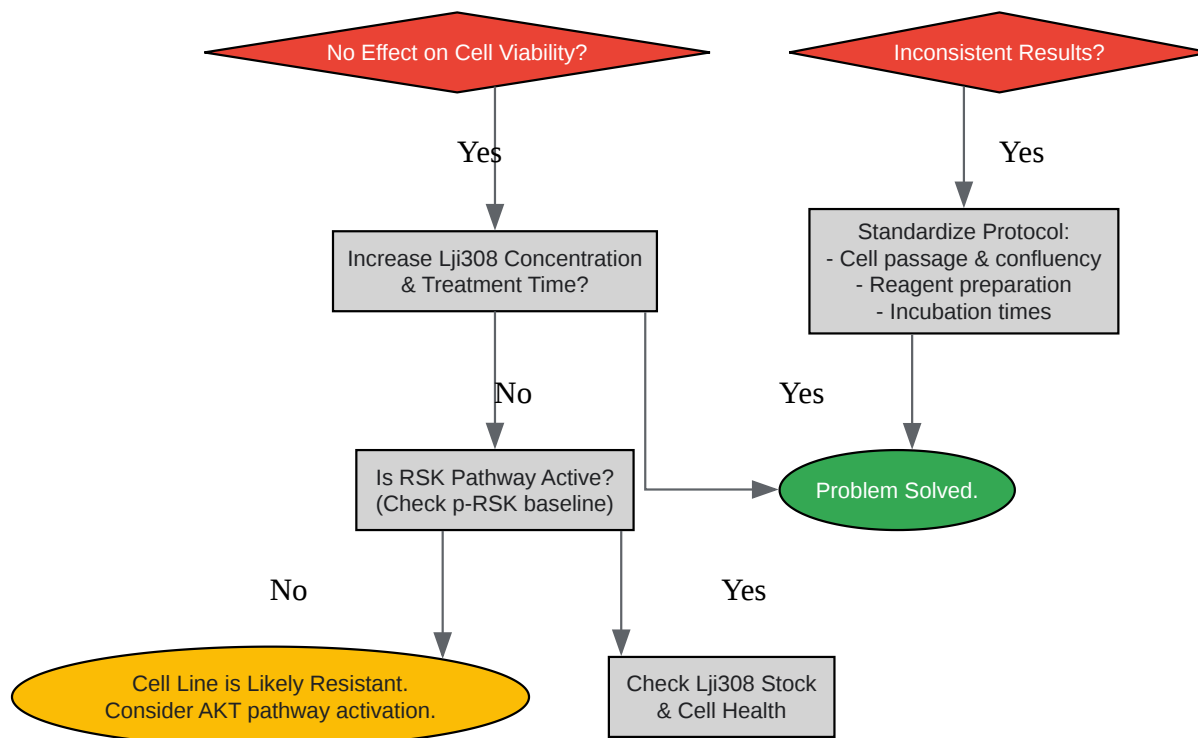 No Effect on Cell Viability?
Inconsistent Results?
Yes
Yes
Increase Lji308 Concentration
& Treatment Time?
Standardize Protocol:
- Cell passage & confluency
- Reagent preparation
- Incubation times
No
Yes
Is RSK Pathway Active?
(Check p-RSK baseline)
Problem Solved.
No
Yes
Cell Line is Likely Resistant.
Consider AKT pathway activation.
Check Lji308 Stock
& Cell Health